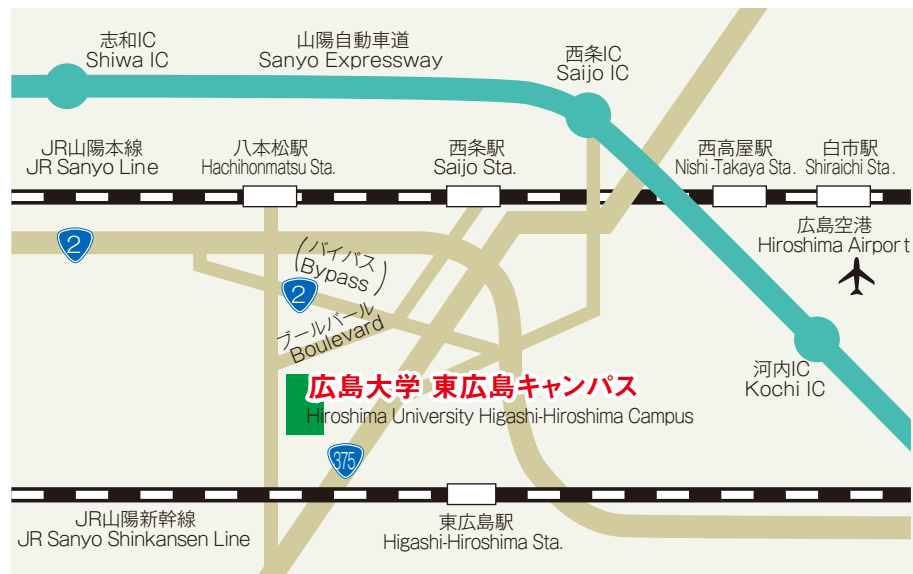 志和IC
Shiwa IC
山陽自動車道
Sanyo Expressway
西条IC
Saijo IC
JR山陽本線
JR Sanyo Line
八本松駅
Hachihonmatsu Sta.
西条駅
Saijo Sta.
西高屋駅
Nishi-Takaya Sta.
白市駅
Shiraichi Sta.
広島空港
Hiroshima Airport
2
(バイパス
Bypass)
2
ブールバール
Boulevard
広島大学 東広島キャンパス
Hiroshima University Higashi-Hiroshima Campus
河内IC
Kochi IC
375
JR山陽新幹線
JR Sanyo Shinkansen Line
東広島駅
Higashi-Hiroshima Sta.